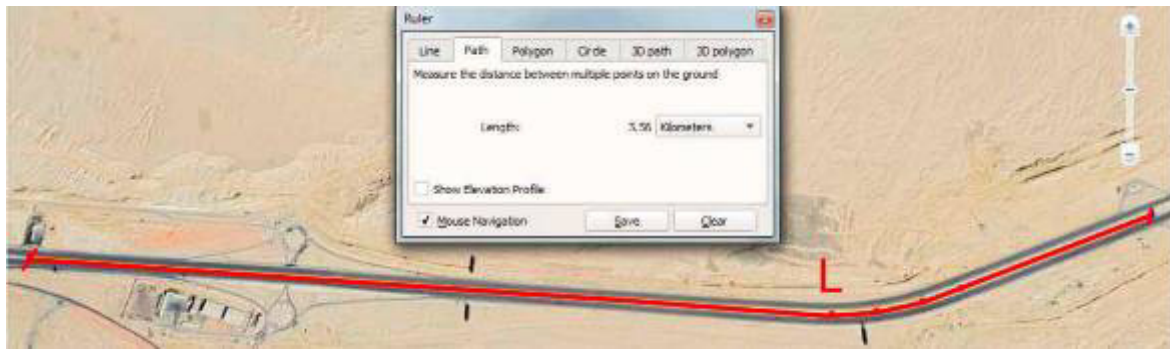 Ruler
Line Path Polygon Circle 3D path 3D polygon
Measure the distance between multiple points on the ground
Length: 3,56 Kilometers
Show Elevation Profile
Mouse Navigation Save Clear
L